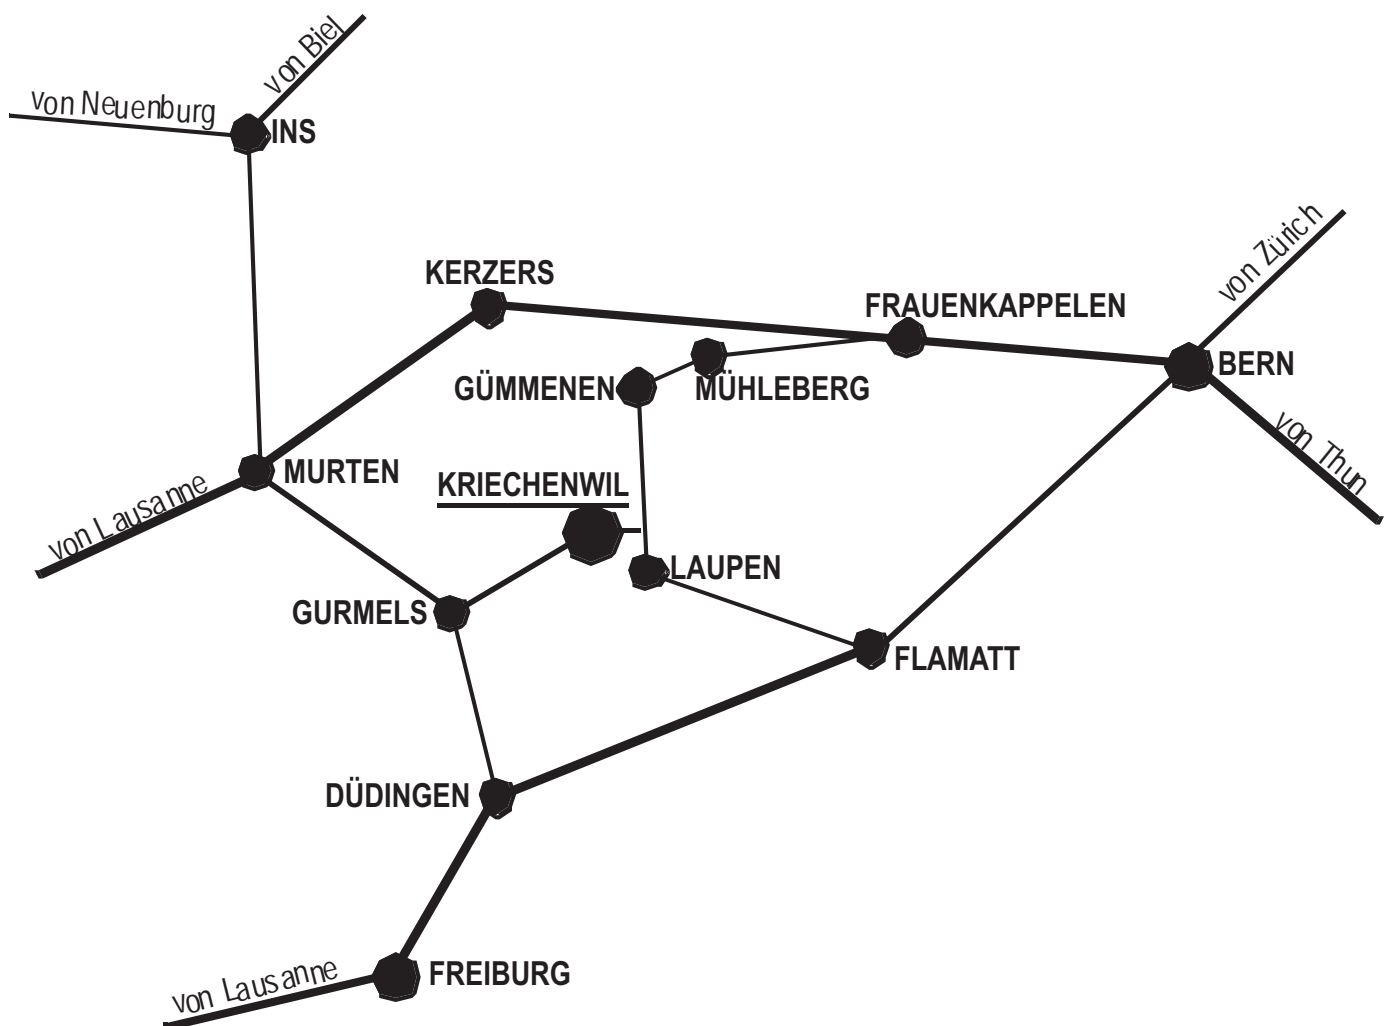 von Biel
von Neuenburg
INS
von Zürich
KERZERS
FRAUENKAPPELEN
BERN
GÜMMENEN
MÜHLEBERG
von Thun
MURTEN
KRIECHENWIL
von Lausanne
LAUPEN
GURMELS
FLAMATT
DÜDINGEN
FREIBURG
von Lausanne